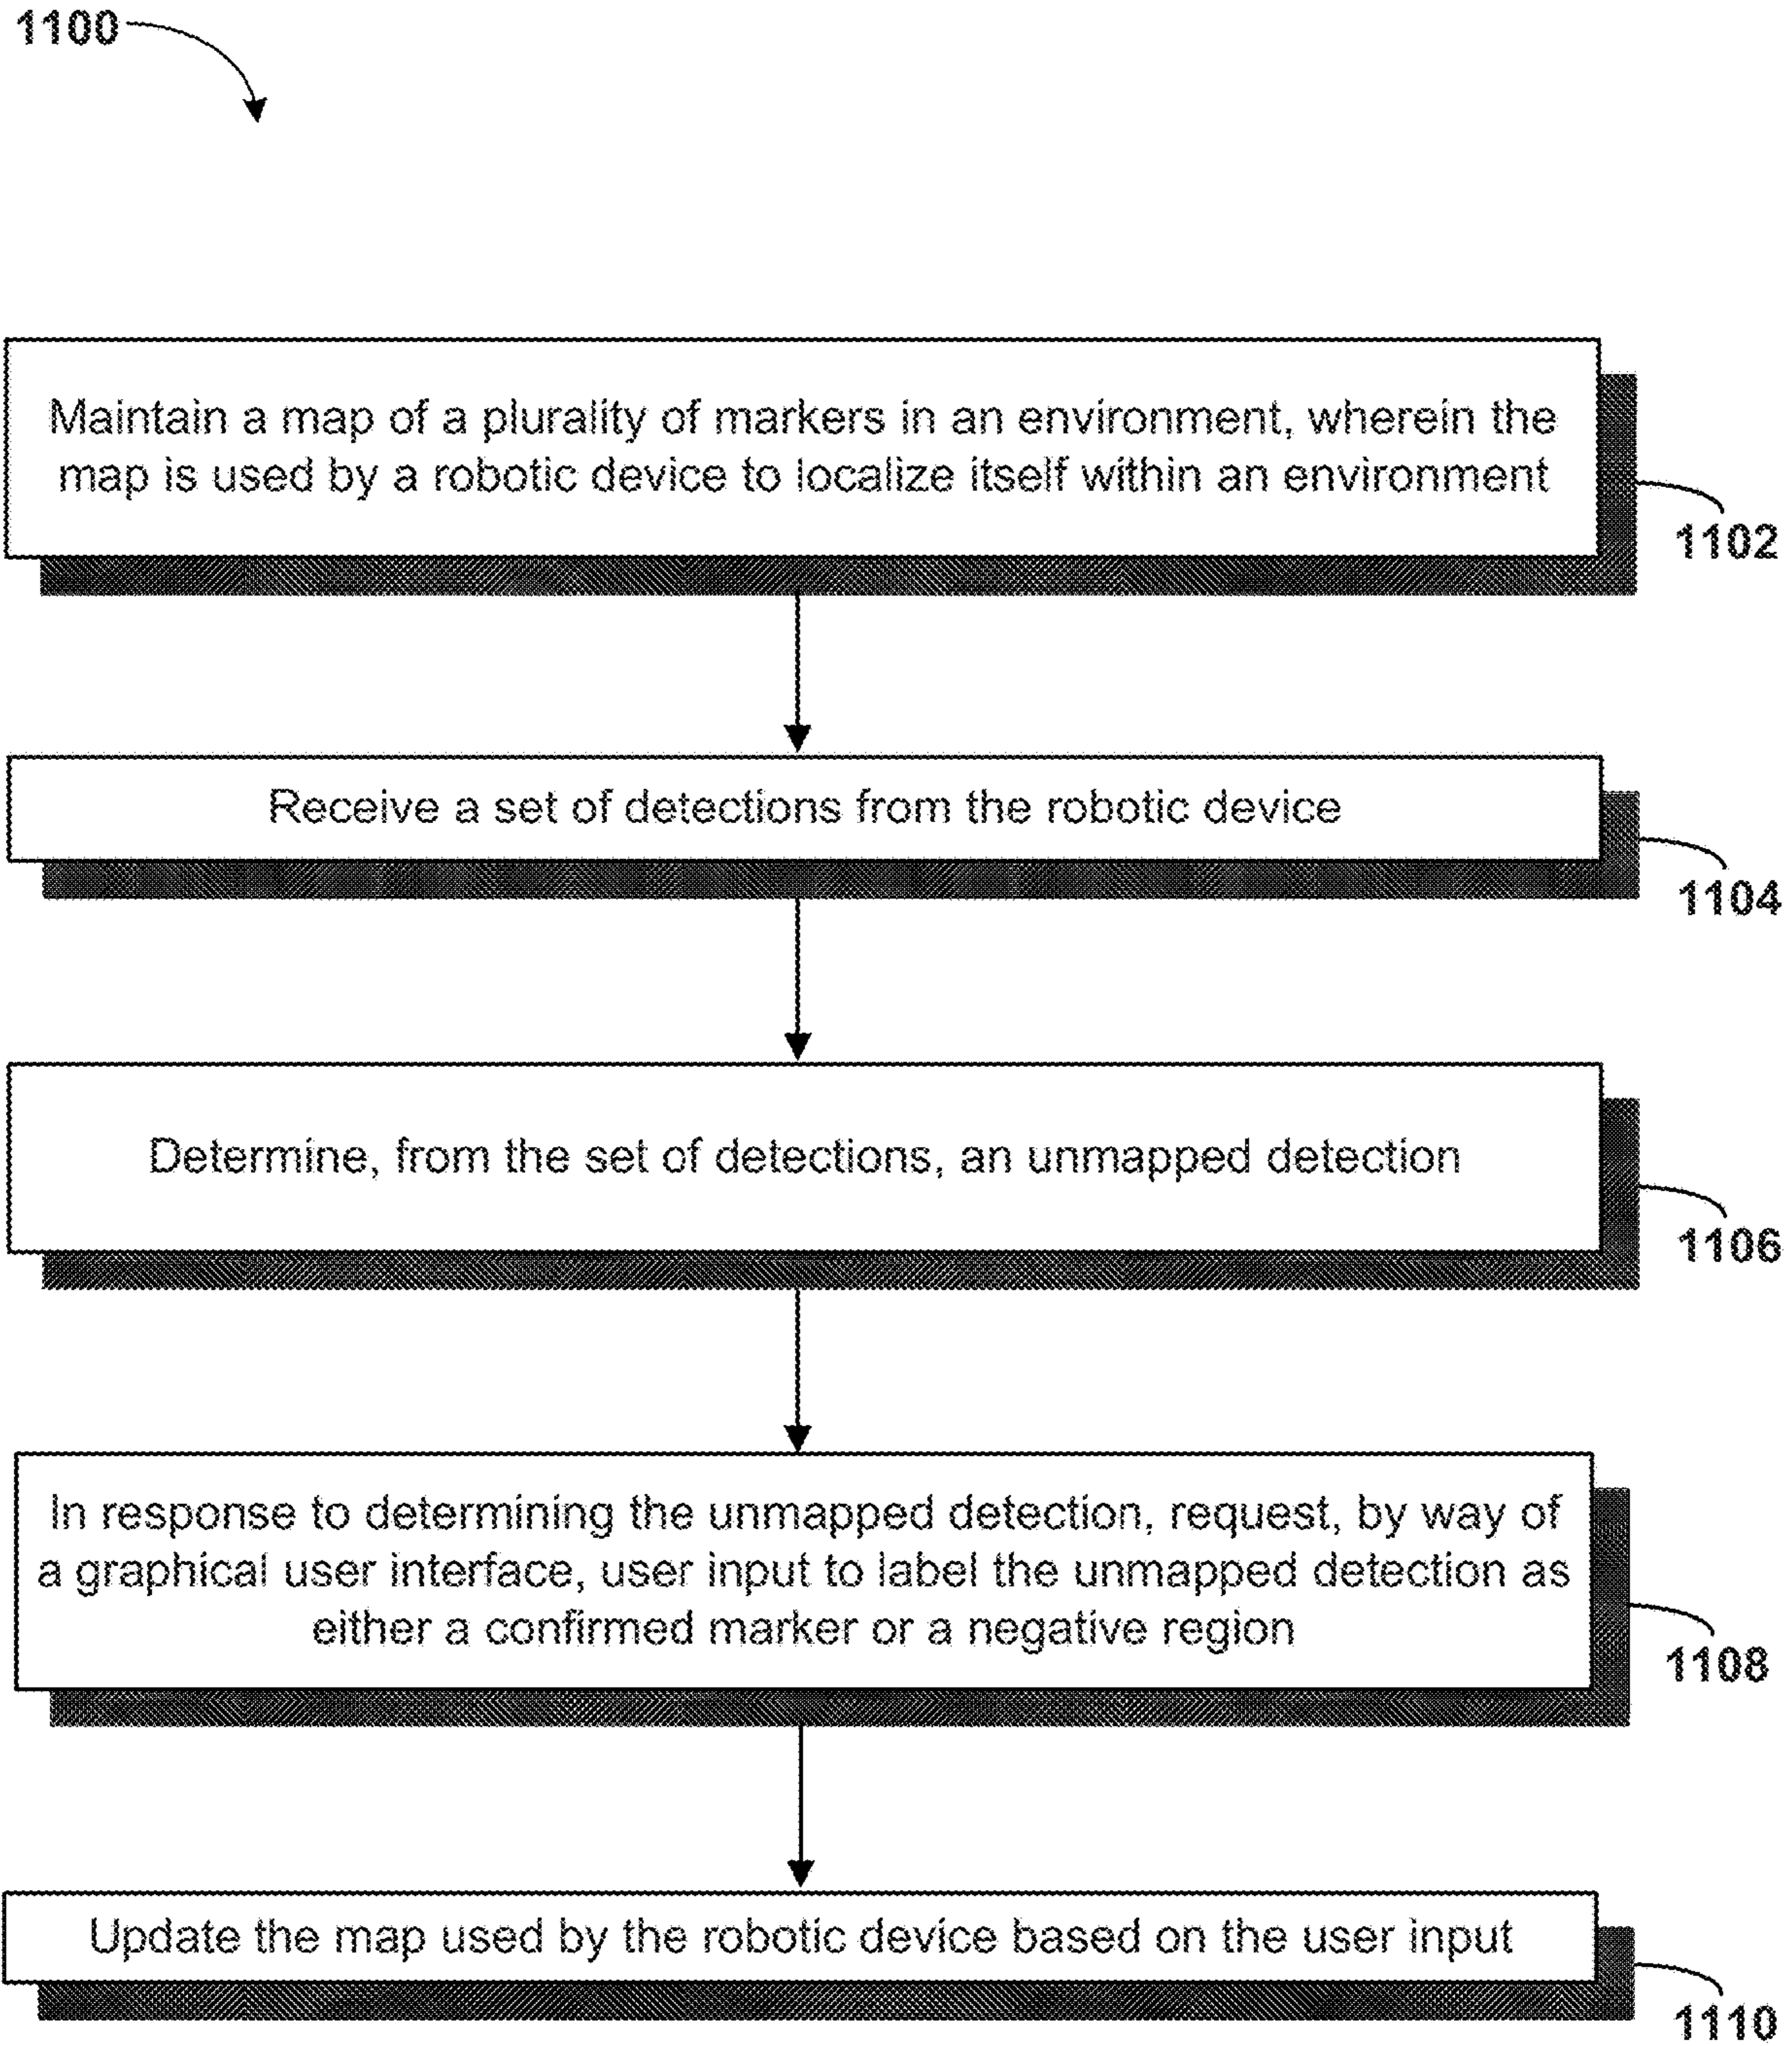 1100
Maintain a map of a plurality of markers in an environment, wherein the
map is used by a robotic device to localize itself within an environment
1102
Receive a set of detections from the robotic device
1104
Determine, from the set of detections, an unmapped detection
1106
In response to determining the unmapped detection, request, by way of
a graphical user interface, user input to label the unmapped detection as
either a confirmed marker or a negative region
1108
Update the map used by the robotic device based on the user input
1110